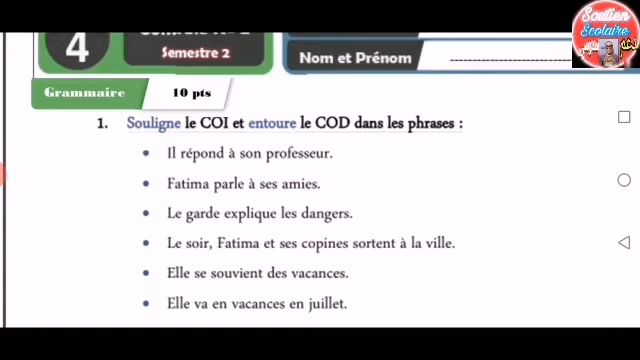 4
Semestre 2
Nom et Prénom
Soutien
Scolaire
Grammaire 10 pts
1. Souligne le COI et entoure le COD dans les phrases :
• Il répond à son professeur.
• Fatima parle à ses amies.
• Le garde explique les dangers.
• Le soir, Fatima et ses copines sortent à la ville.
• Elle se souvient des vacances.
• Elle va en vacances en juillet.